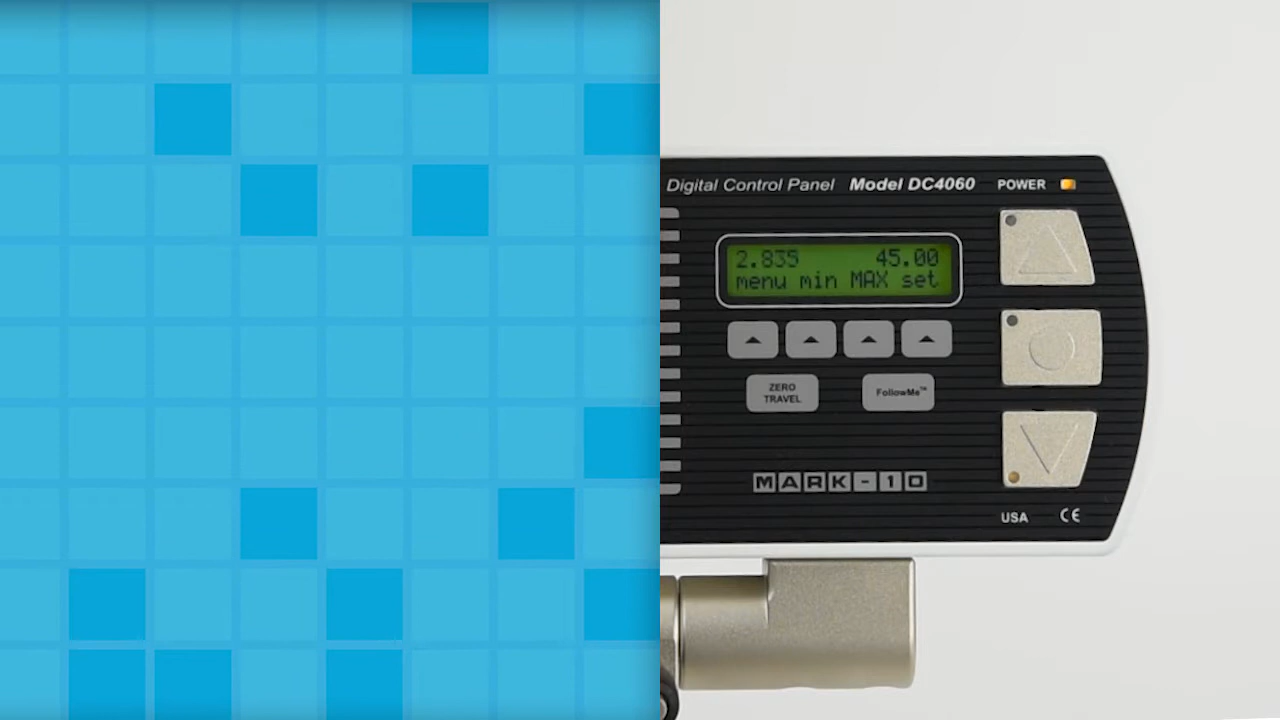 Digital Control Panel Model DC4060 POWER
2.835 45.00
menu min MAX set
ZERO
TRAVEL
FollowMe™
MARK-10
USA CE